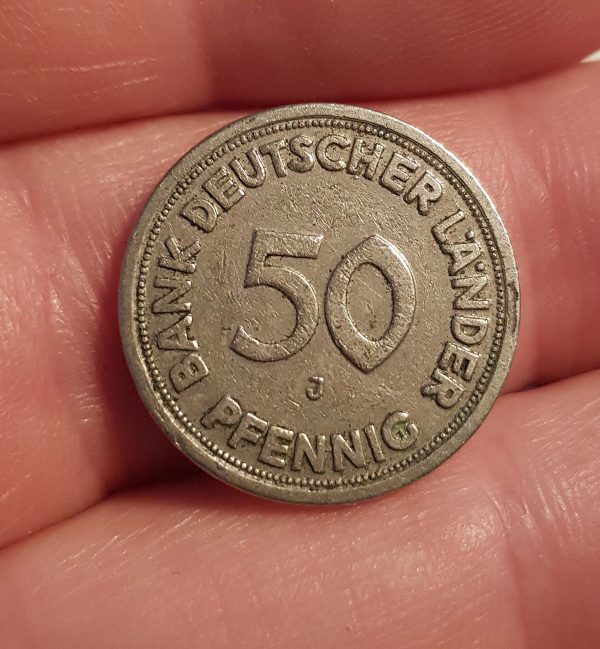 BANK DEUTSCHER LÄNDER
50
J
PFENNIG